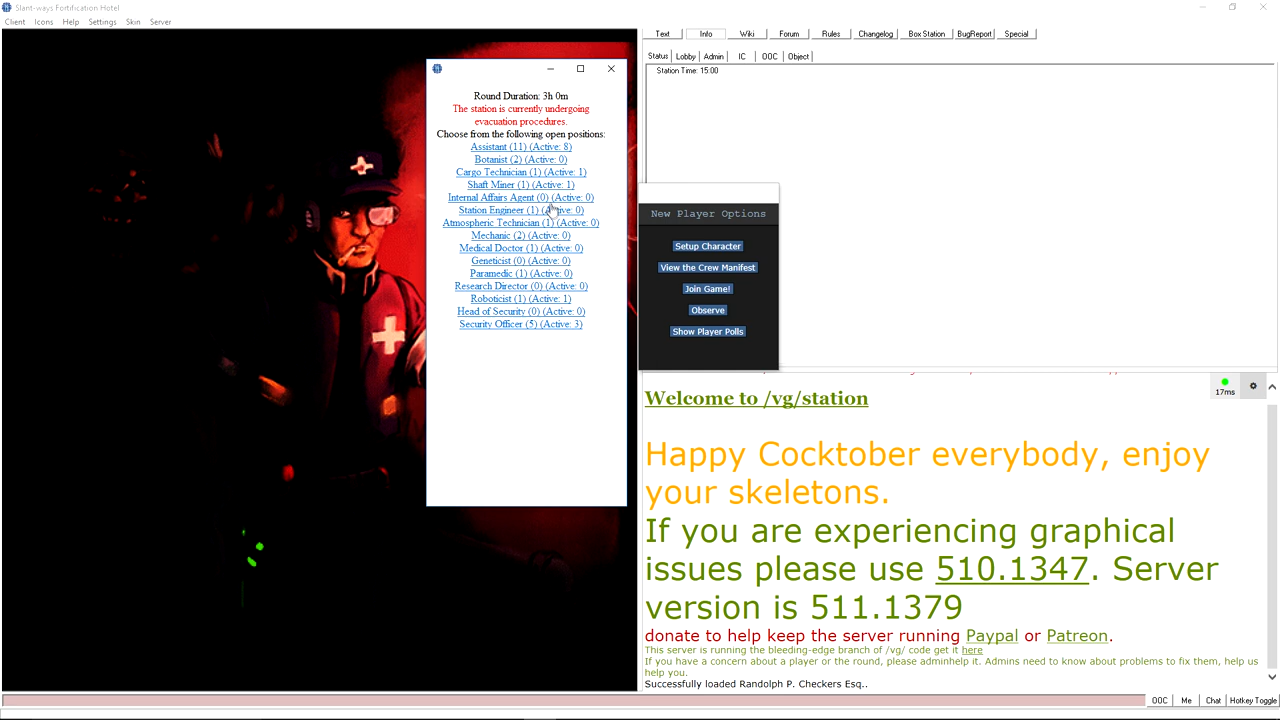 Slant-ways Fortification Hotel
Client Icons Help Settings Skin Server
Round Duration: 3h 0m
The station is currently undergoing
evacuation procedures.
Choose from the following open positions:
Assistant (11) (Active: 8)
Botanist (2) (Active: 0)
Cargo Technician (1) (Active: 1)
Shaft Miner (1) (Active: 1)
Internal Affairs Agent (0) (Active: 0)
Station Engineer (1) (Active: 0)
Atmospheric Technician (1) (Active: 0)
Mechanic (2) (Active: 0)
Medical Doctor (1) (Active: 0)
Geneticist (0) (Active: 0)
Paramedic (1) (Active: 0)
Research Director (0) (Active: 0)
Roboticist (1) (Active: 1)
Head of Security (0) (Active: 0)
Security Officer (5) (Active: 3)
Text Info Wiki Forum Rules Changelog Box Station BugReport Special
Status Lobby Admin IC OOC Object
Station Time: 15:00
New Player Options
Setup Character
View the Crew Manifest
Join Game!
Observe
Show Player Polls
17ms
Welcome to /vg/station
Happy Cocktober everybody, enjoy
your skeletons.
If you are experiencing graphical
issues please use 510.1347. Server
version is 511.1379
donate to help keep the server running Paypal or Patreon.
This server is running the bleeding-edge branch of /vg/ code get it here
If you have a concern about a player or the round, please adminhelp it. Admins need to know about problems to fix them, help us
help you.
Successfully loaded Randolph P. Checkers Esq..
OOC Me Chat Hotkey Toggle